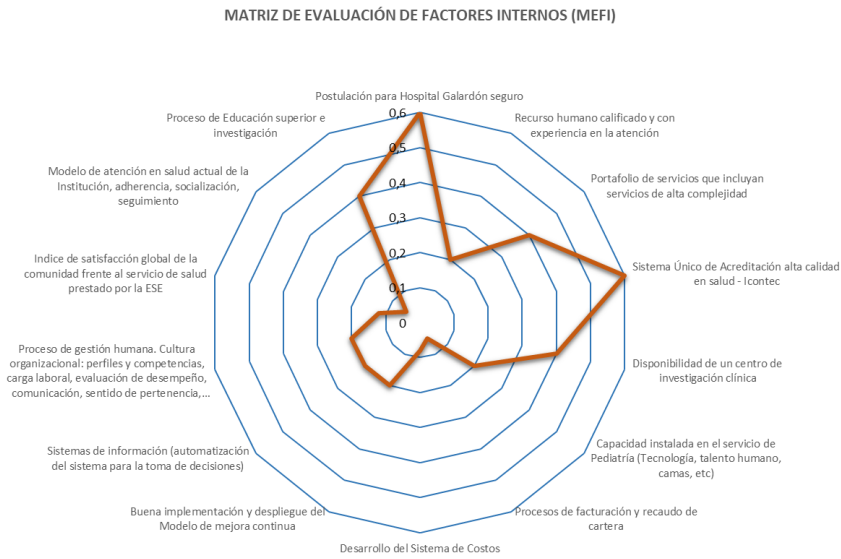 MATRIZ DE EVALUACIÓN DE FACTORES INTERNOS (MEFI)
Postulación para Hospital Galardón seguro
Recurso humano calificado y con
experiencia en la atención
Portafolio de servicios que incluyan
servicios de alta complejidad
Sistema Único de Acreditación alta calidad
en salud - Icontec
Disponibilidad de un centro de
investigación clínica
Capacidad instalada en el servicio de
Pediatría (Tecnología, talento humano,
camas, etc)
Procesos de facturación y recaudo de
cartera
Desarrollo del Sistema de Costos
Buena implementación y despliegue del
Modelo de mejora continua
Sistemas de información (automatización
del sistema para la toma de decisiones)
Proceso de gestión humana. Cultura
organizacional: perfiles y competencias,
carga laboral, evaluación de desempeño,
comunicación, sentido de pertenencia,...
Indice de satisfacción global de la
comunidad frente al servicio de salud
prestado por la ESE
Modelo de atención en salud actual de la
Institución, adherencia, socialización,
seguimiento
Proceso de Educación superior e
investigación
0,6
0,5
0,4
0,3
0,2
0,1
0